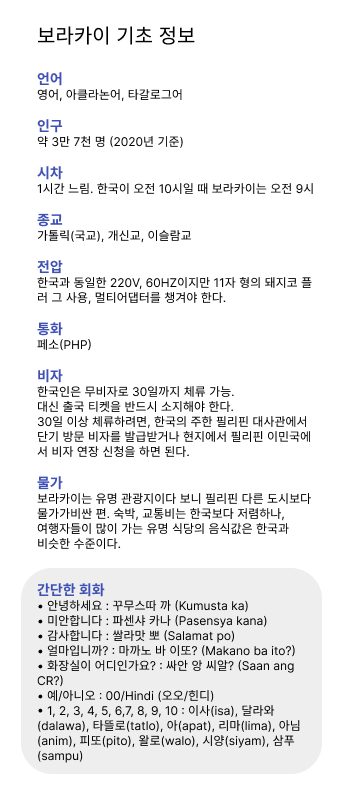 보라카이 기초 정보
언어
영어, 아클라논어, 타갈로그어
인구
약 3만 7천 명 (2020년 기준)
시차
1시간 느림. 한국이 오전 10시일 때 보라카이는 오전 9시
종교
가톨릭(국교), 개신교, 이슬람교
전압
한국과 동일한 220V, 60HZ이지만 11자 형의 돼지코 플
러 그 사용, 멀티어댑터를 챙겨야 한다.
통화
페소(PHP)
비자
한국인은 무비자로 30일까지 체류 가능.
대신 출국 티켓을 반드시 소지해야 한다.
30일 이상 체류하려면, 한국의 주한 필리핀 대사관에서
단기 방문 비자를 발급받거나 현지에서 필리핀 이민국에
서 비자 연장 신청을 하면 된다.
물가
보라카이는 유명 관광지이다 보니 필리핀 다른 도시보다
물가가비싼 편. 숙박, 교통비는 한국보다 저렴하나,
여행자들이 많이 가는 유명 식당의 음식값은 한국과
비슷한 수준이다.
간단한 회화
• 안녕하세요 : 꾸무스따 까 (Kumusta ka)
• 미안합니다 : 파센샤 카나 (Pasensya kana)
• 감사합니다 : 쌀라맛 뽀 (Salamat po)
• 얼마입니까? : 마까노 바 이또? (Makano ba ito?)
• 화장실이 어디인가요? : 싸안 앙 씨알? (Saan ang
CR?)
• 예/아니오 : 00/Hindi (오오/힌디)
• 1, 2, 3, 4, 5, 6,7, 8, 9, 10 : 이사(isa), 달라와
(dalawa), 타뜰로(tatlo), 아(apat), 리마(lima), 아님
(anim), 피또(pito), 왈로(walo), 시양(siyam), 삼푸
(sampu)